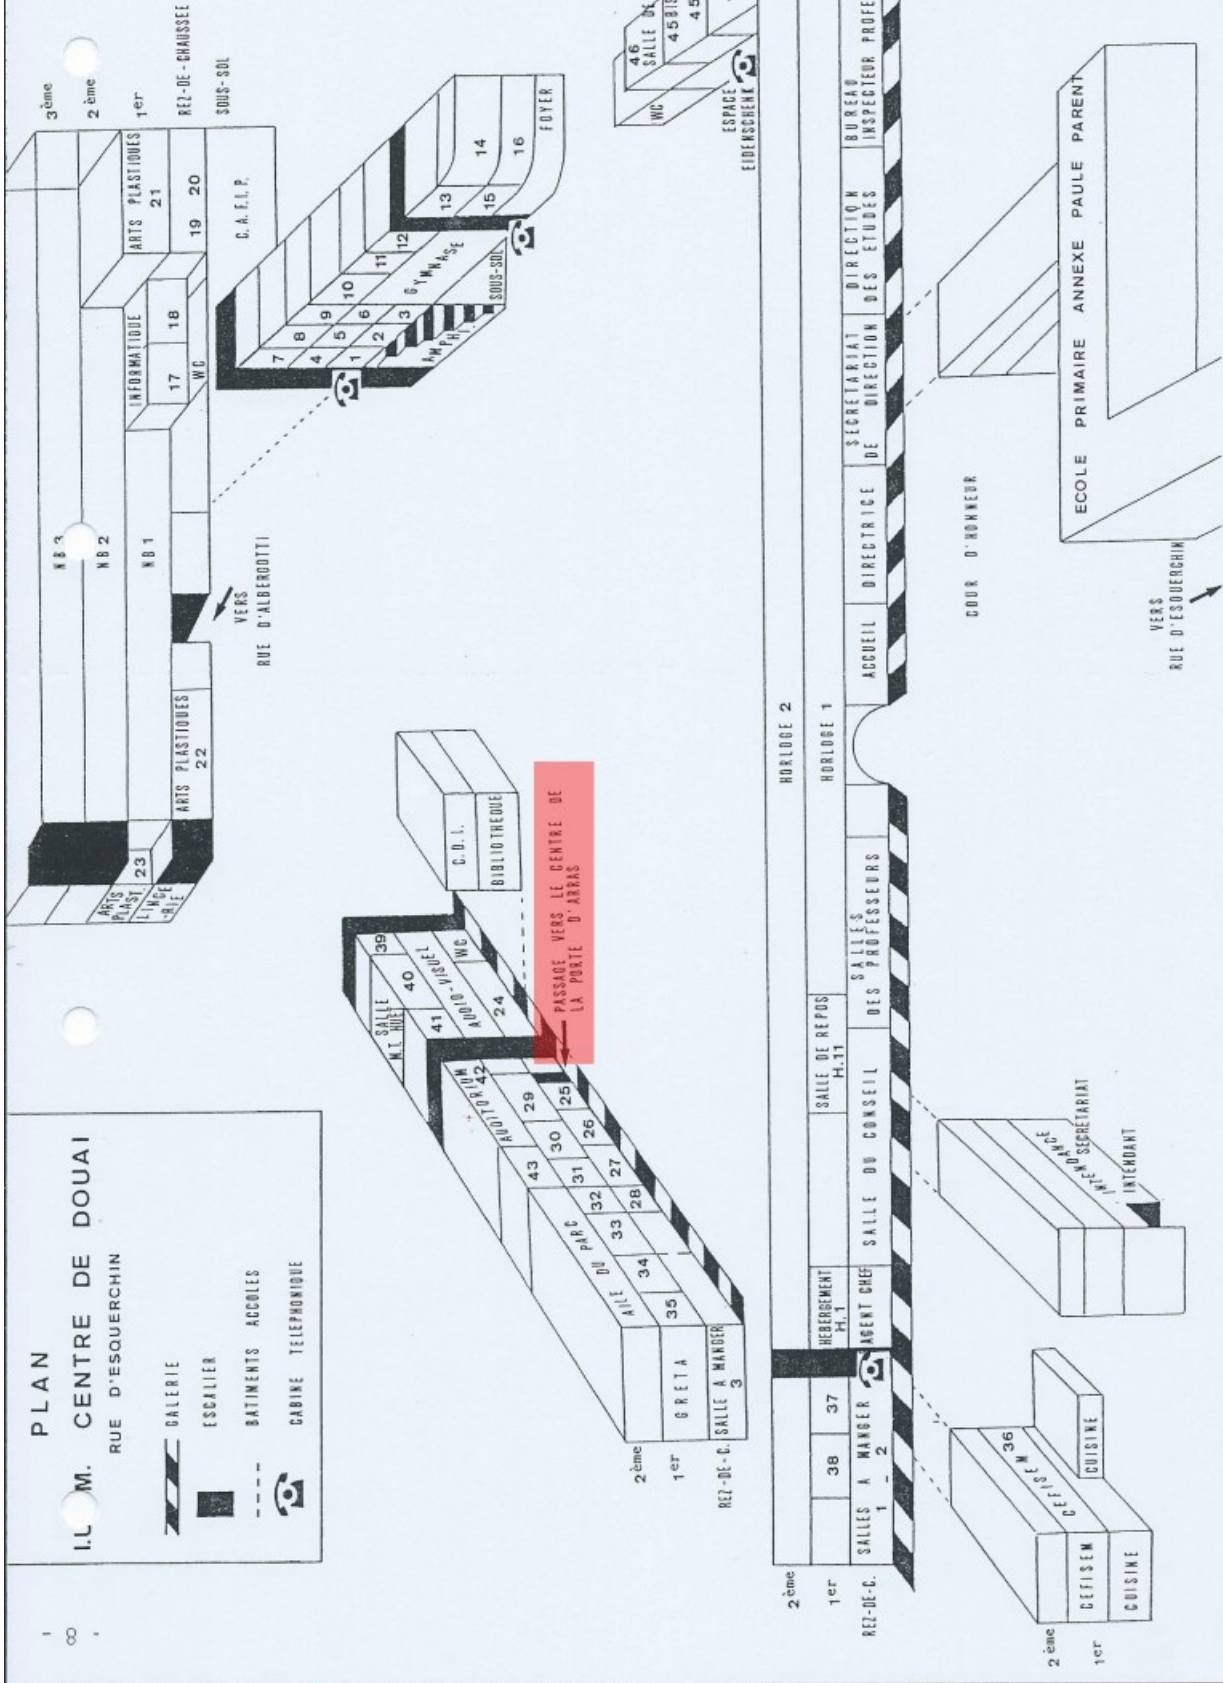 - 8 -
PLAN
M. CENTRE DE DOUAI
RUE D'ESQUERCHIN
GALERIE
ESCALIER
BATIMENTS ACCOLES
CABINE TELEPHONIQUE
3ème
2ème
1er
REZ-DE-CHAUSSEE
SOUS-SOL
NB3
NB2
NB1
ARTS PLAST.
23
LINGE
-RIE
ARTS PLASTIQUES
22
INFORMATIQUE
17 18
WC
ARTS PLASTIQUES
21
19 20
C.A.F.I.P.
VERS
RUE D'ALBERGOTTI
7 8 9 10 11 12
4 5 6
1 2 3
GYMNASE
AMPHI.
SOUS-SOL
13 14
15 16
FOYER
SALLE
M.T. HUET
39
40
41
AUDIO-VISUEL
WC
24
AUDITORIUM
42
43
29
30
31
32
33
34
35
25
26
27
28
AILE DU PARC
2ème
1er
REZ-DE-C.
GRETA
SALLE A MANGER
3
C.D.I.
BIBLIOTHEQUE
PASSAGE VERS LE CENTRE DE
LA PORTE D'ARRAS
46
SALLE DE
45BIS
45
WC
ESPACE
EIDENSCHENK
2ème
1er
REZ-DE-C.
HORLOGE 2
HORLOGE 1
38 37
HEBERGEMENT
H.1
SALLE DE REPOS
H.11
SALLES A MANGER
1 - 2
AGENT CHEF
SALLE DU CONSEIL
SALLES
DES PROFESSEURS
ACCUEIL
DIRECTRICE
SECRETARIAT
DE DIRECTION
DIRECTION
DES ETUDES
BUREAU
INSPECTEUR PROFE
COUR D'HONNEUR
2ème
1er
CEFISEM
36
CEFISEM
CUISINE
CUISINE
INTENDANCE
SECRETARIAT
INTENDANT
ECOLE PRIMAIRE ANNEXE PAULE PARENT
VERS
RUE D'ESQUERCHIN